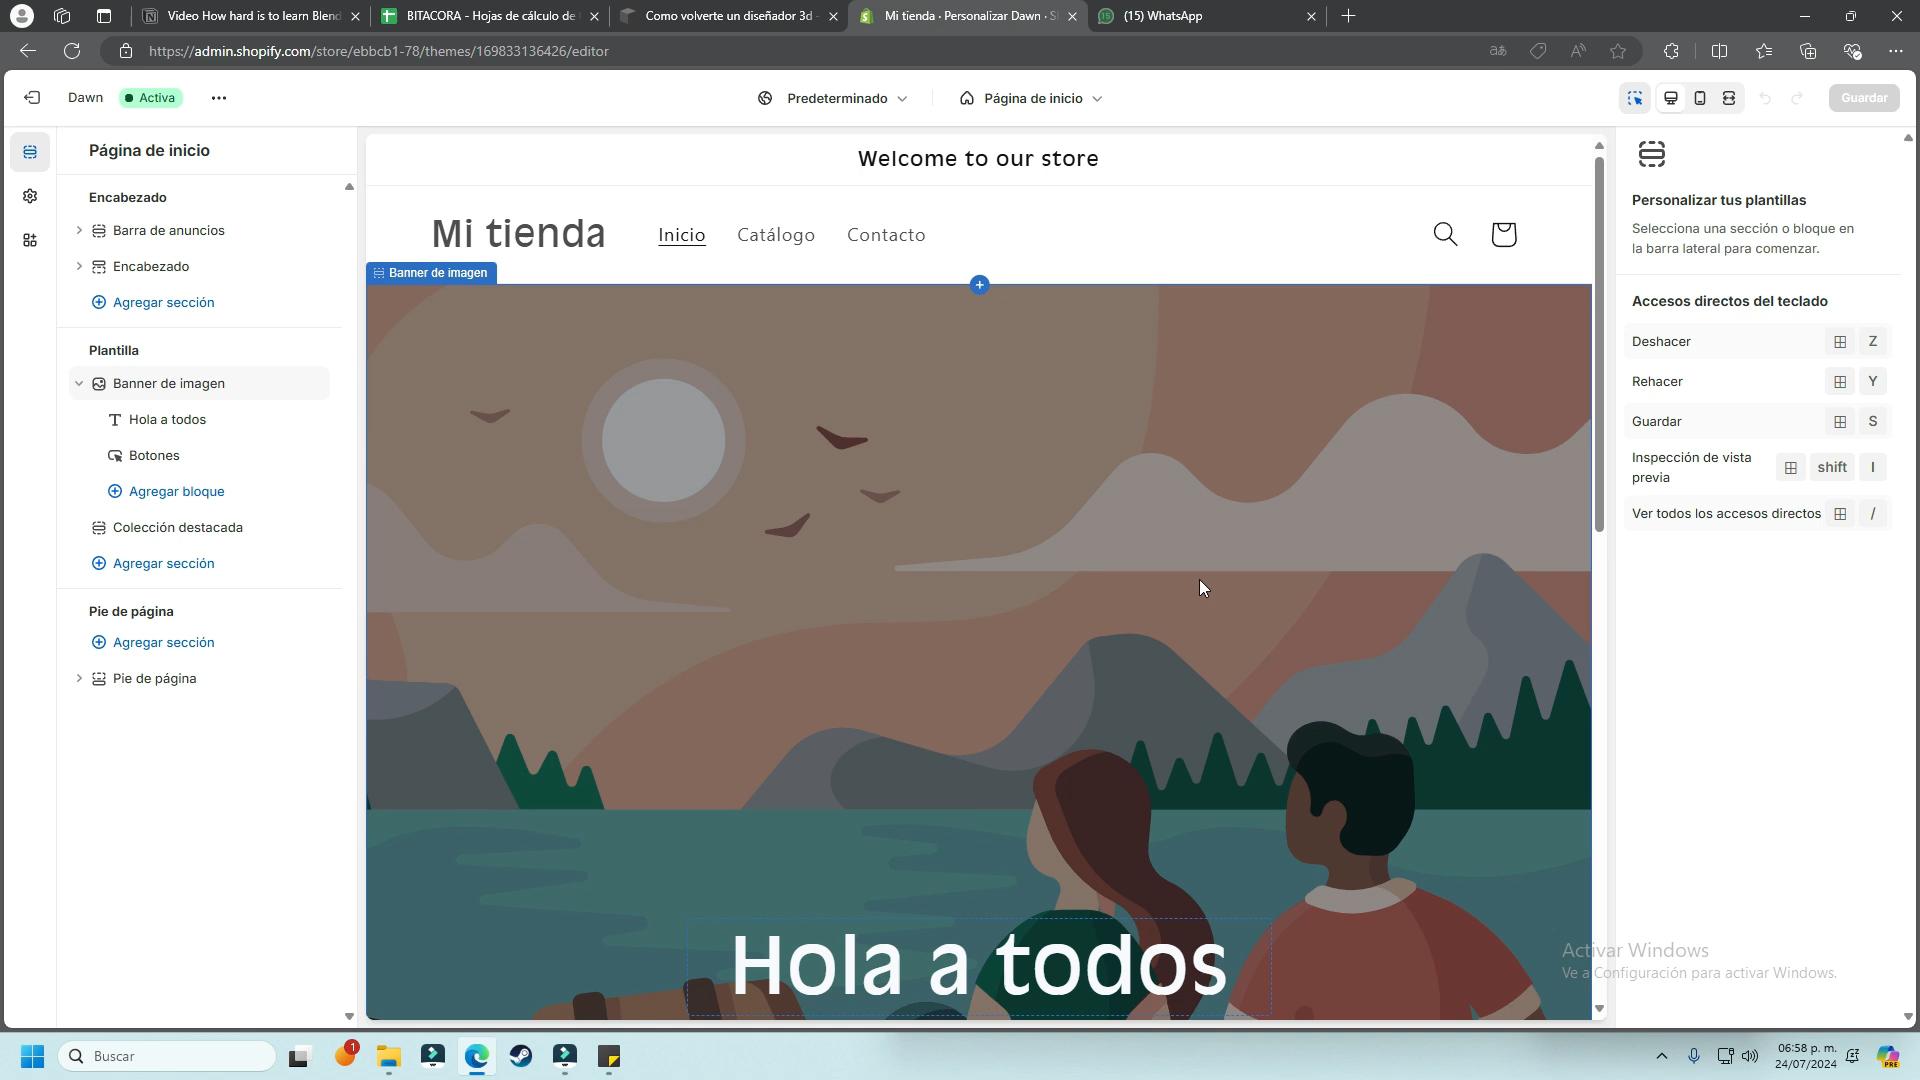 Video How hard is to learn Blend
BITACORA - Hojas de cálculo de
Como volverte un diseñador 3d -
Mi tienda · Personalizar Dawn · S
15
(15) WhatsApp
https://admin.shopify.com/store/ebbcb1-78/themes/169833136426/editor
Dawn
Activa
Predeterminado
Página de inicio
Guardar
Página de inicio
Encabezado
Barra de anuncios
Encabezado
Agregar sección
Plantilla
Banner de imagen
Hola a todos
Botones
Agregar bloque
Colección destacada
Agregar sección
Pie de página
Agregar sección
Pie de página
Welcome to our store
Mi tienda
Inicio
Catálogo
Contacto
Banner de imagen
Hola a todos
Personalizar tus plantillas
Selecciona una sección o bloque en
la barra lateral para comenzar.
Accesos directos del teclado
Deshacer
Z
Rehacer
Y
Guardar
S
Inspección de vista
previa
shift
I
Ver todos los accesos directos
/
Activar Windows
Ve a Configuración para activar Windows.
Buscar
1
06:58 p. m.
24/07/2024
PRE